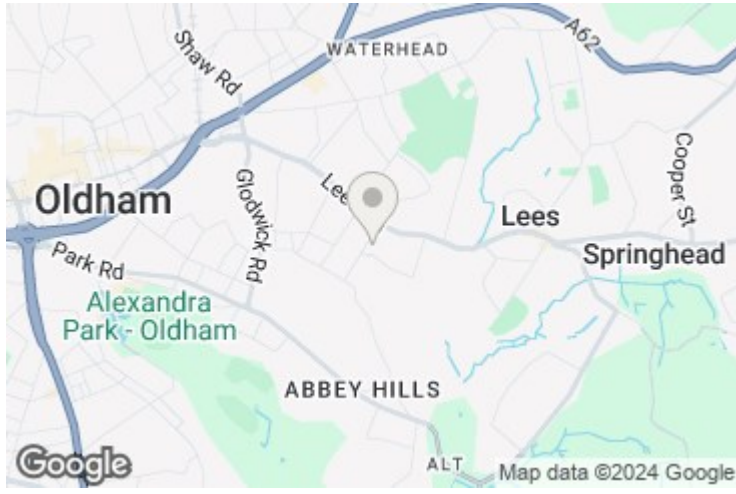 Shaw Rd
WATERHEAD
A62
Cooper St
Oldham
Glodwick Rd
Lees
Lees
Springhead
Park Rd
Alexandra
Park - Oldham
ABBEY HILLS
ALT
Google
Map data ©2024 Google